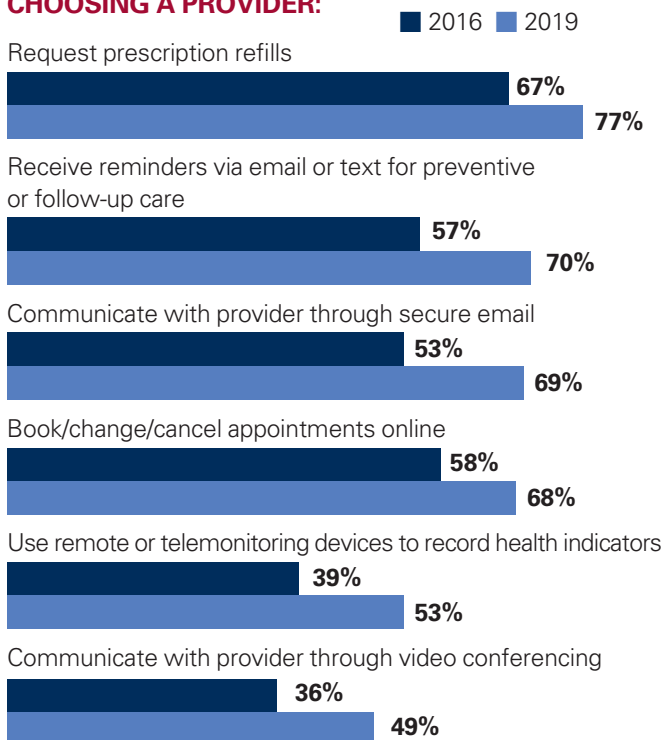 CHOOSING A PROVIDER:
2016 2019
Request prescription refills
67%
77%
Receive reminders via email or text for preventive
or follow-up care
57%
70%
Communicate with provider through secure email
53%
69%
Book/change/cancel appointments online
58%
68%
Use remote or telemonitoring devices to record health indicators
39%
53%
Communicate with provider through video conferencing
36%
49%